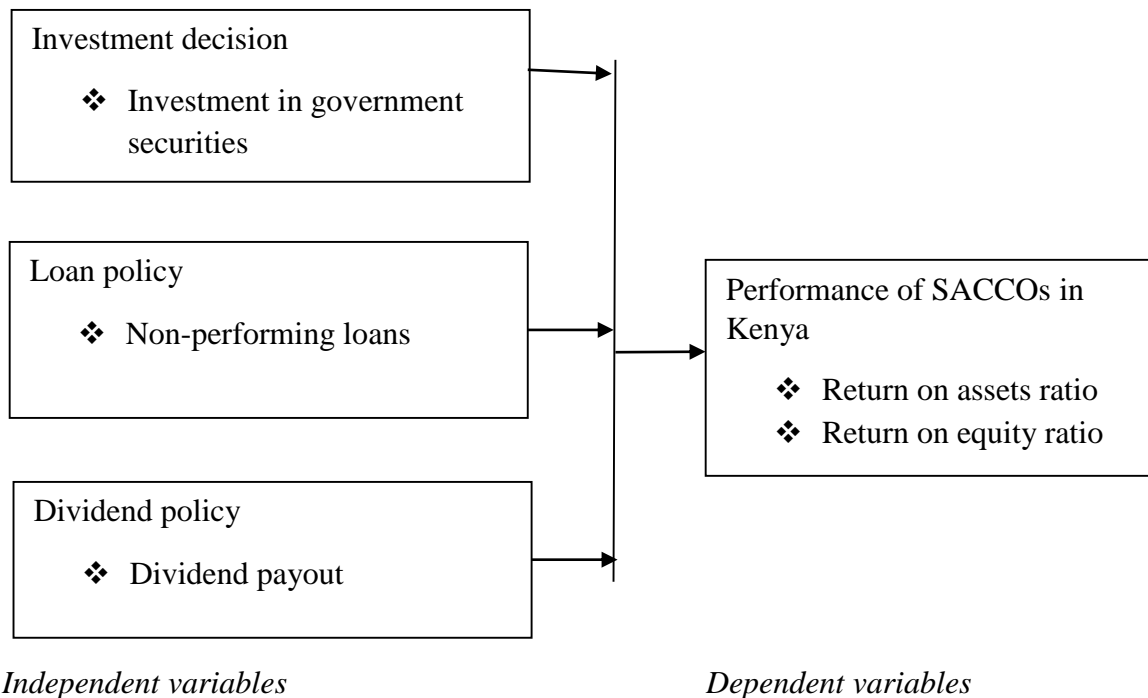 Investment decision
❖ Investment in government
securities
Loan policy
❖ Non-performing loans
Dividend policy
❖ Dividend payout
Performance of SACCOs in
Kenya
❖ Return on assets ratio
❖ Return on equity ratio
Independent variables
Dependent variables